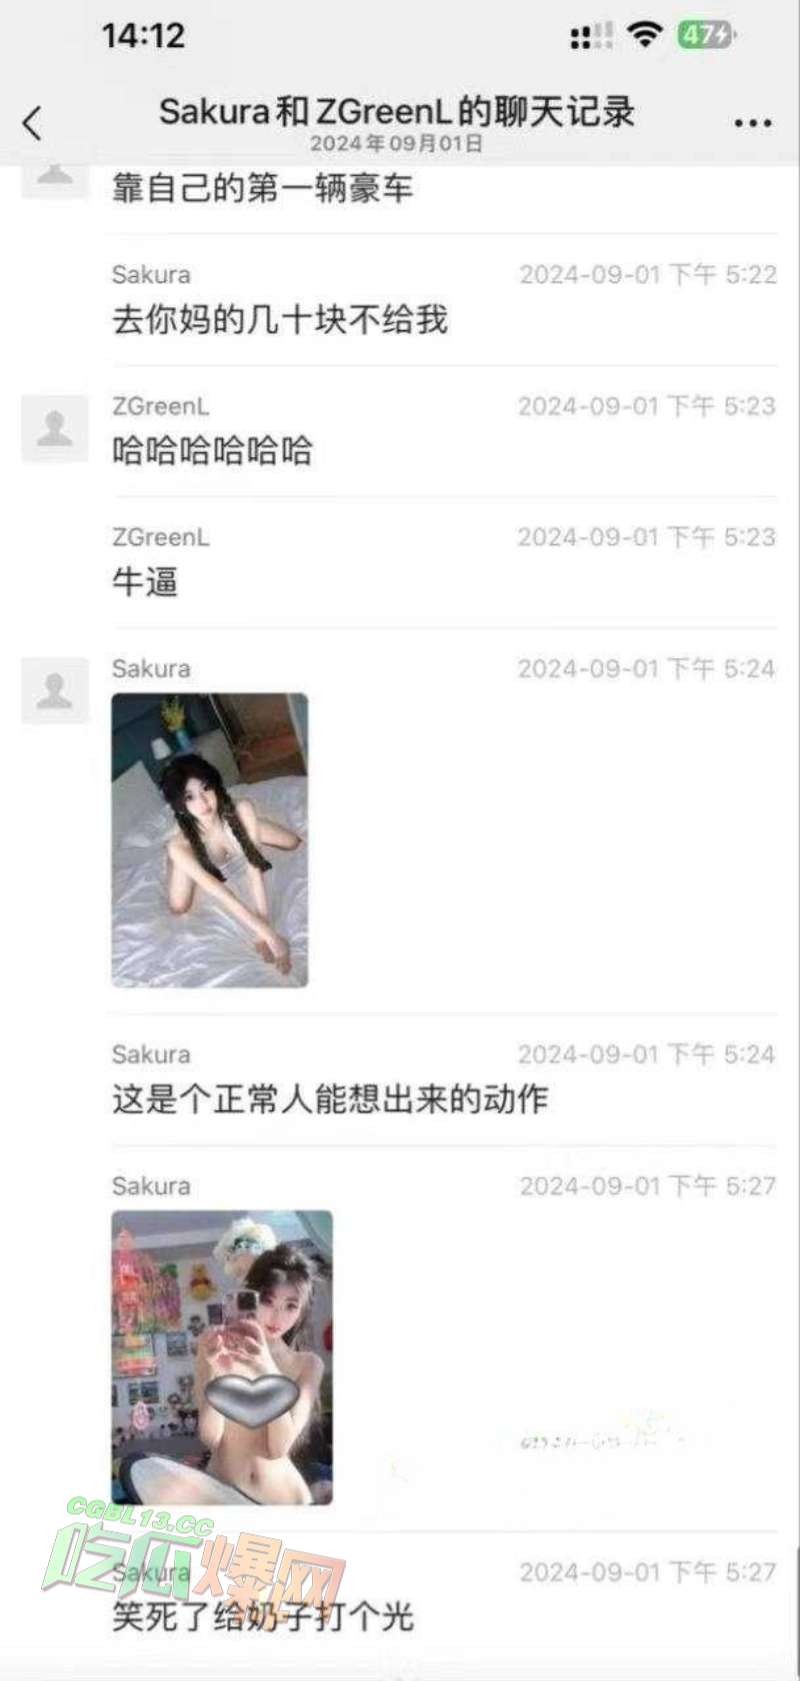 14:12
47
Sakura和ZGreenL的聊天记录
2024年09月01日
靠自己的第一辆豪车
Sakura 2024-09-01 下午 5:22
去你妈的几十块不给我
ZGreenL 2024-09-01 下午 5:23
哈哈哈哈哈哈
ZGreenL 2024-09-01 下午 5:23
牛逼
Sakura 2024-09-01 下午 5:24
Sakura 2024-09-01 下午 5:24
这是个正常人能想出来的动作
Sakura 2024-09-01 下午 5:27
CGBL13.CC
吃瓜爆网
Sakura 2024-09-01 下午 5:27
笑死了给奶子打个光